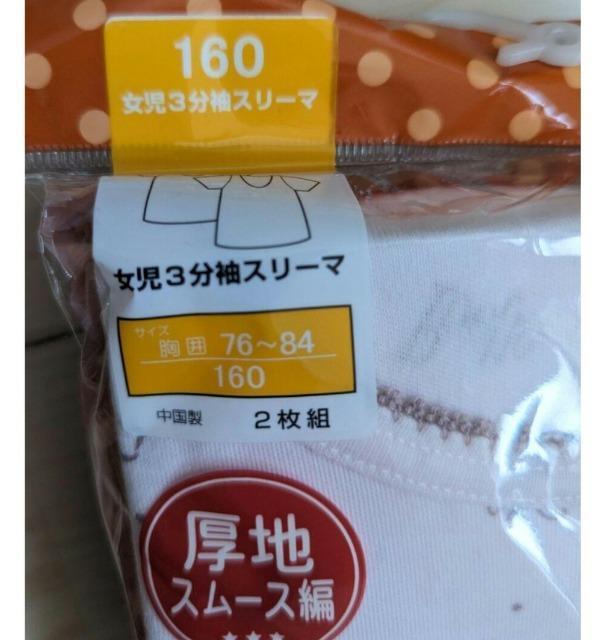 160
女児3分袖スリーマ
女児3分袖スリーマ
サイズ
胸囲 76~84
160
中国製 2枚組
厚地
スムース編
★★★